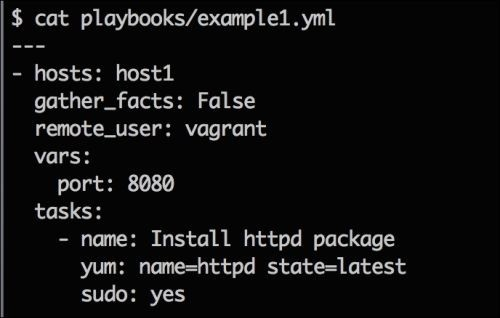 $ cat playbooks/example1.yml
---
- hosts: host1
  gather_facts: False
  remote_user: vagrant
  vars:
    port: 8080
  tasks:
    - name: Install httpd package
      yum: name=httpd state=latest
      sudo: yes